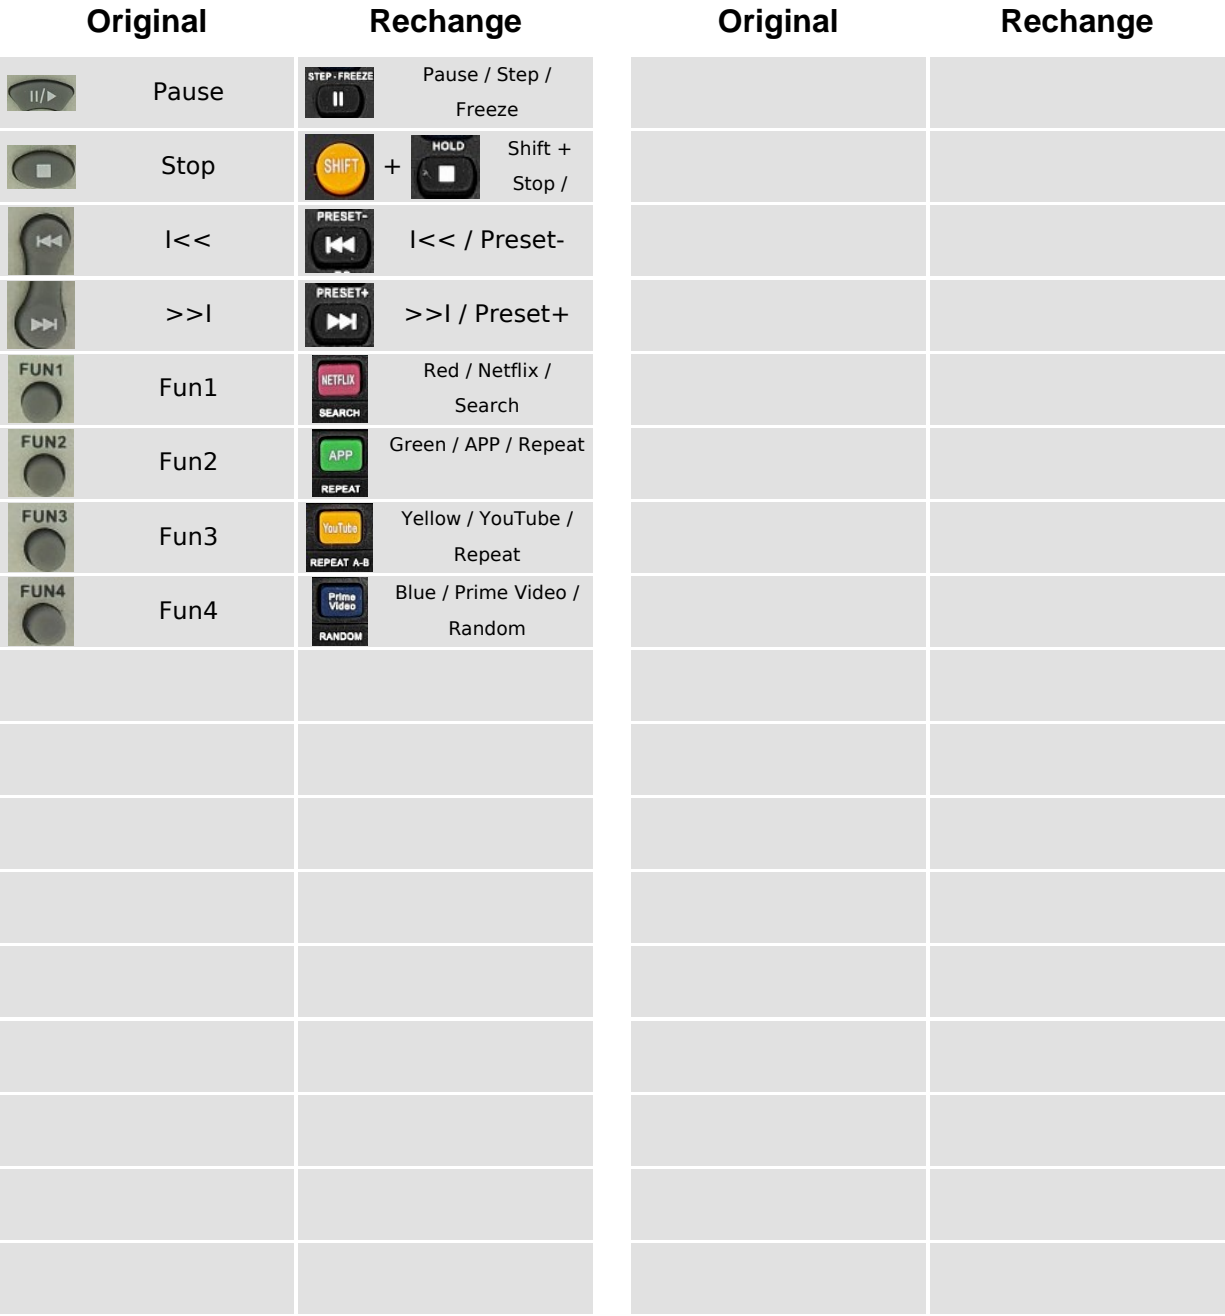 Original Rechange Original Rechange
II/▶ Pause STEP-FREEZE Pause / Step /
Freeze
Stop SHIFT + HOLD Shift +
Stop /
I<< PRESET- I<< / Preset-
>>I PRESET+ >>I / Preset+
FUN1 Fun1 NETFLIX Red / Netflix /
SEARCH Search
FUN2 Fun2 APP Green / APP / Repeat
REPEAT
FUN3 Fun3 YouTube Yellow / YouTube /
REPEAT A-B Repeat
FUN4 Fun4 Prime Video Blue / Prime Video /
RANDOM Random